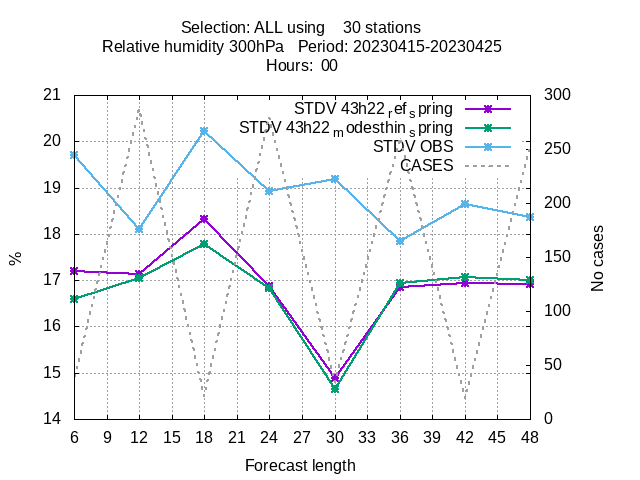 Selection: ALL using    30 stations
Relative humidity 300hPa   Period: 20230415-20230425
Hours:  00
STDV 43h22_ref_spring
STDV 43h22_modesthin_spring
STDV OBS
CASES
21
20
19
18
17
16
15
14
%
300
250
200
150
100
50
0
No cases
6 9 12 15 18 21 24 27 30 33 36 39 42 45 48
Forecast length